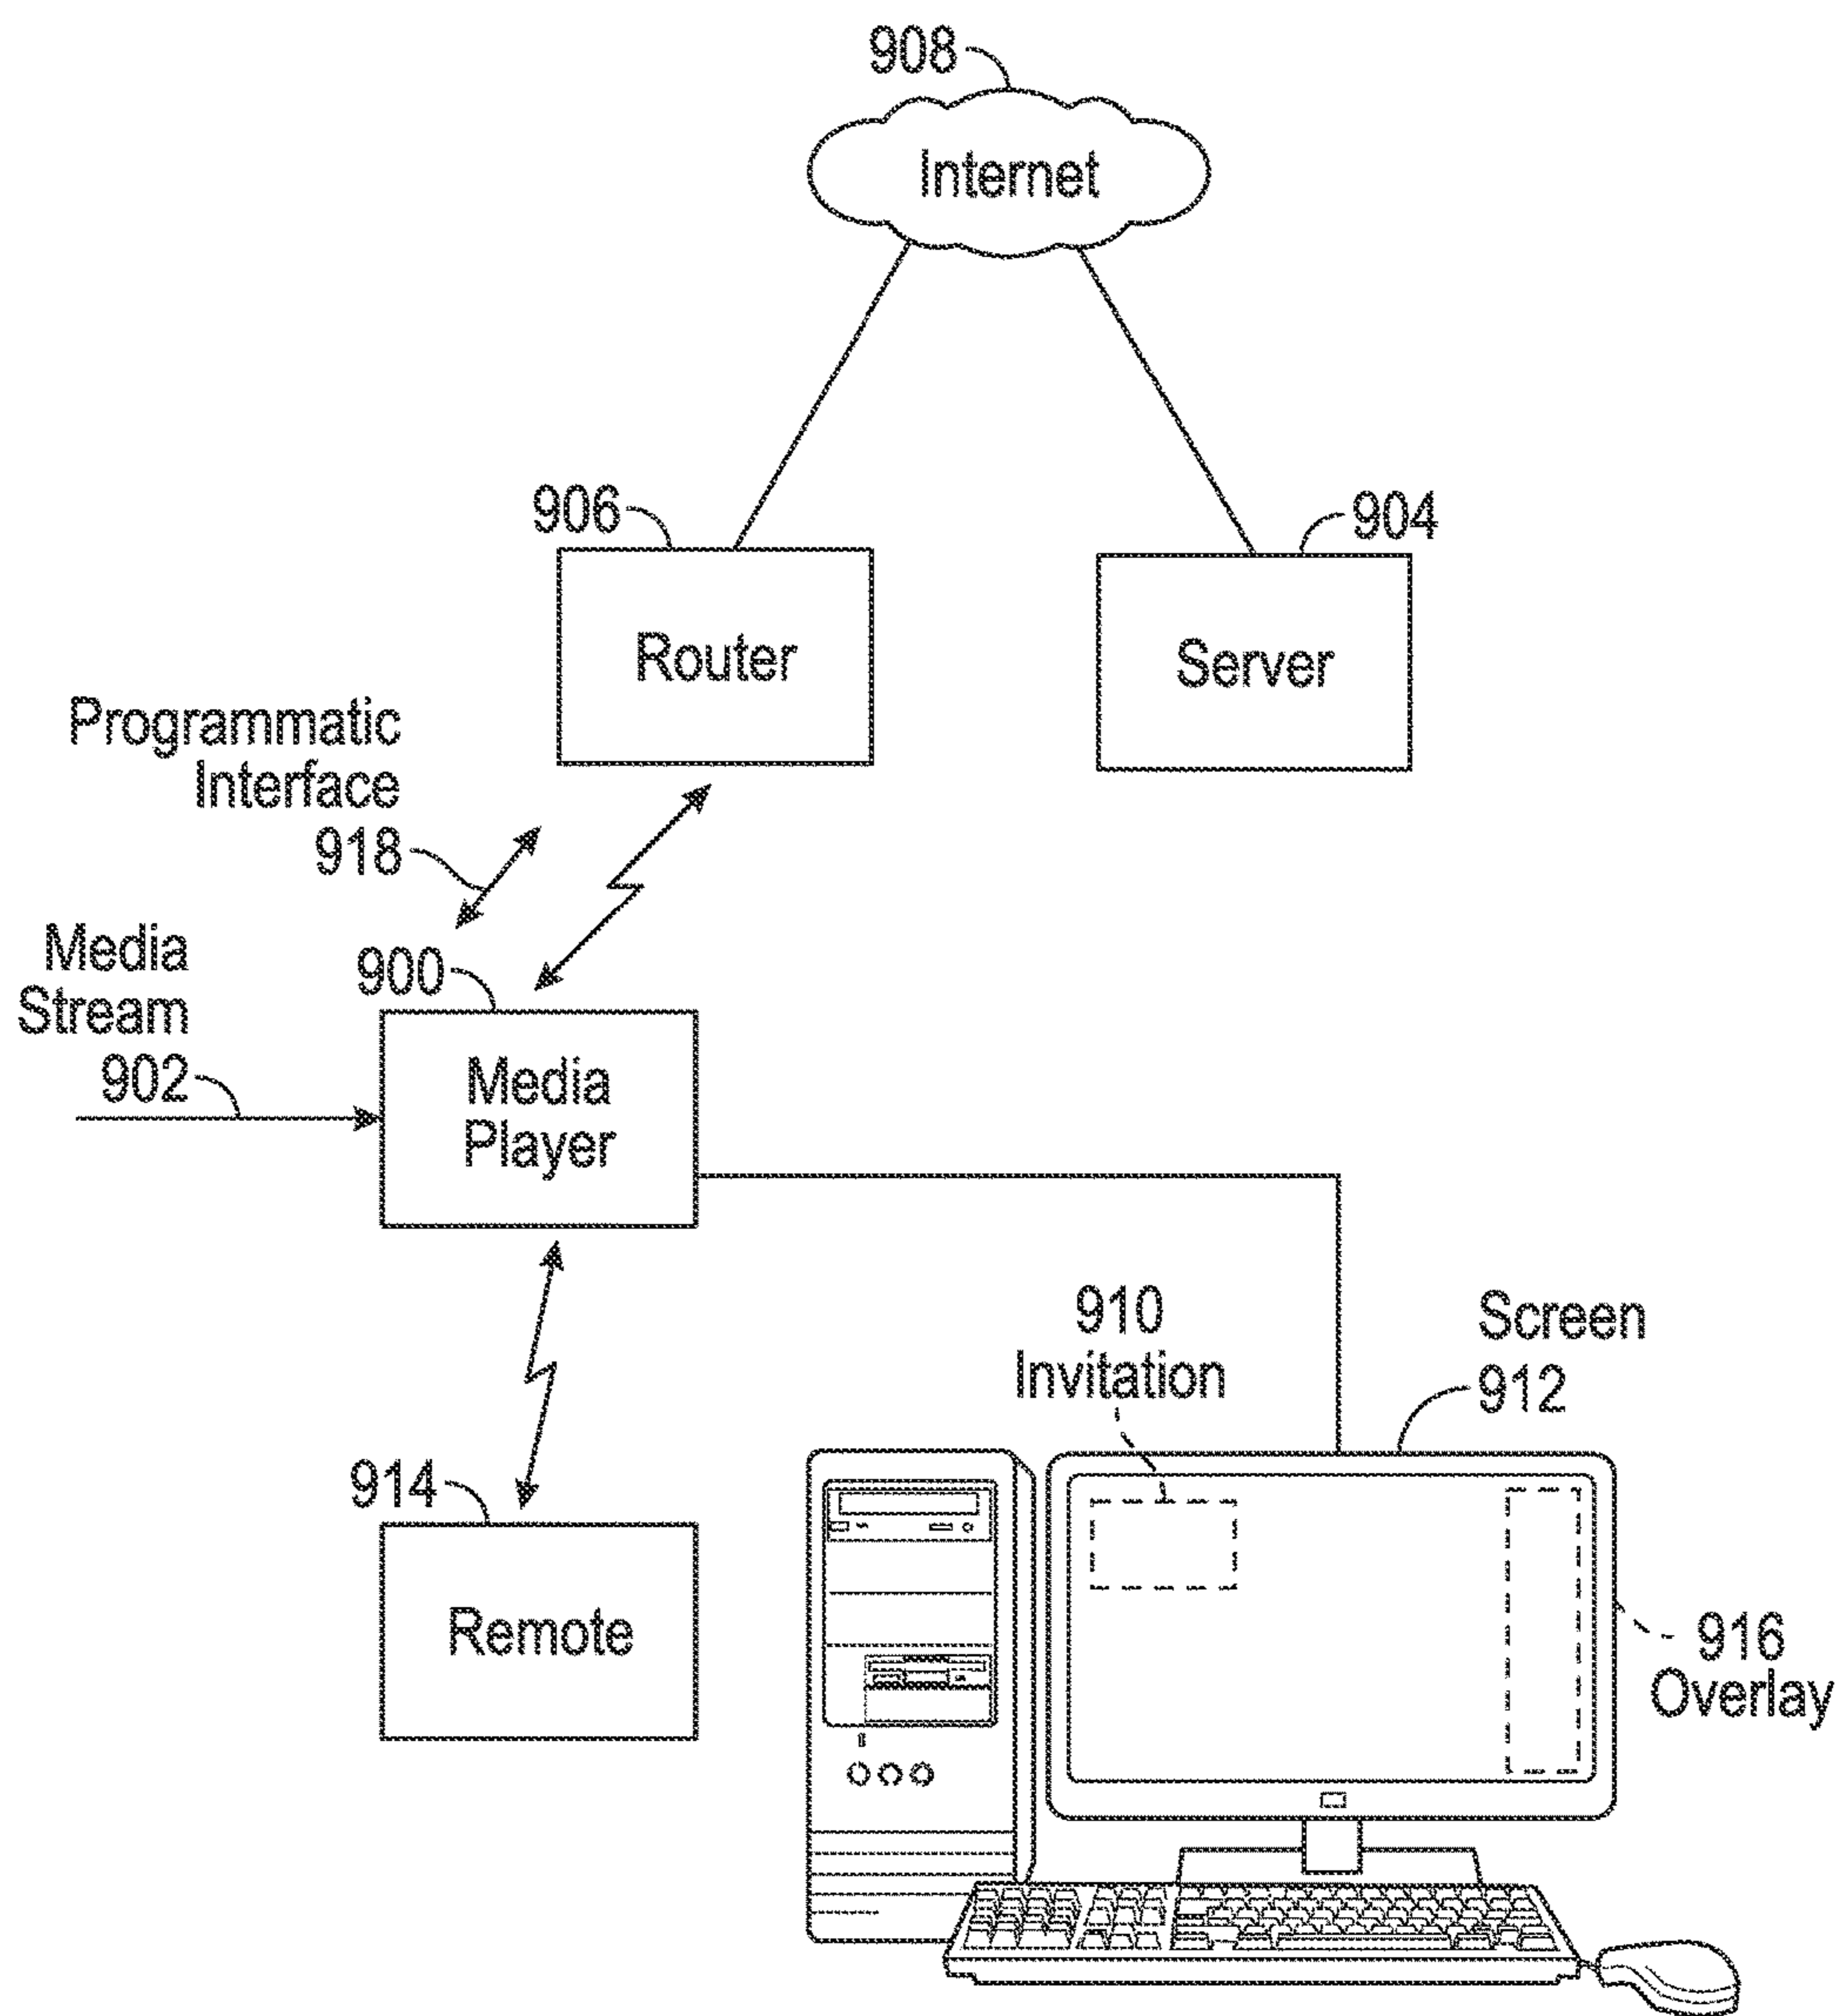 908
Internet
906
904
Router
Server
Programmatic
Interface
918
Media
Stream
902
900
Media
Player
910
Invitation
Screen
912
914
Remote
916
Overlay